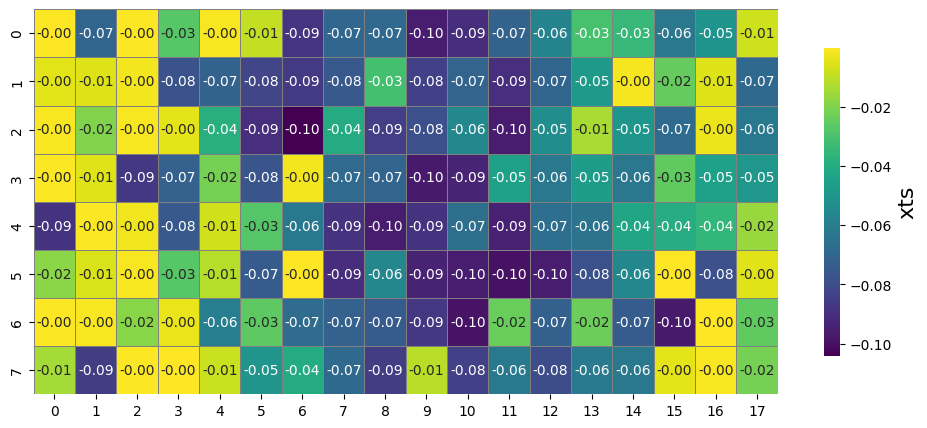 0 -0.00 -0.07 -0.00 -0.03 -0.00 -0.01 -0.09 -0.07 -0.07 -0.10 -0.09 -0.07 -0.06 -0.03 -0.03 -0.06 -0.05 -0.01
1 -0.00 -0.01 -0.00 -0.08 -0.07 -0.08 -0.09 -0.08 -0.03 -0.08 -0.07 -0.09 -0.07 -0.05 -0.00 -0.02 -0.01 -0.07
2 -0.00 -0.02 -0.00 -0.00 -0.04 -0.09 -0.10 -0.04 -0.09 -0.08 -0.06 -0.10 -0.05 -0.01 -0.05 -0.07 -0.00 -0.06
3 -0.00 -0.01 -0.09 -0.07 -0.02 -0.08 -0.00 -0.07 -0.07 -0.10 -0.09 -0.05 -0.06 -0.05 -0.06 -0.03 -0.05 -0.05
4 -0.09 -0.00 -0.00 -0.08 -0.01 -0.03 -0.06 -0.09 -0.10 -0.09 -0.07 -0.09 -0.07 -0.06 -0.04 -0.04 -0.04 -0.02
5 -0.02 -0.01 -0.00 -0.03 -0.01 -0.07 -0.00 -0.09 -0.06 -0.09 -0.10 -0.10 -0.10 -0.08 -0.06 -0.00 -0.08 -0.00
6 -0.00 -0.00 -0.02 -0.00 -0.06 -0.03 -0.07 -0.07 -0.07 -0.09 -0.10 -0.02 -0.07 -0.02 -0.07 -0.10 -0.00 -0.03
7 -0.01 -0.09 -0.00 -0.00 -0.01 -0.05 -0.04 -0.07 -0.09 -0.01 -0.08 -0.06 -0.08 -0.06 -0.06 -0.00 -0.00 -0.02
0 1 2 3 4 5 6 7 8 9 10 11 12 13 14 15 16 17
−0.02
−0.04
−0.06
−0.08
−0.10
xts